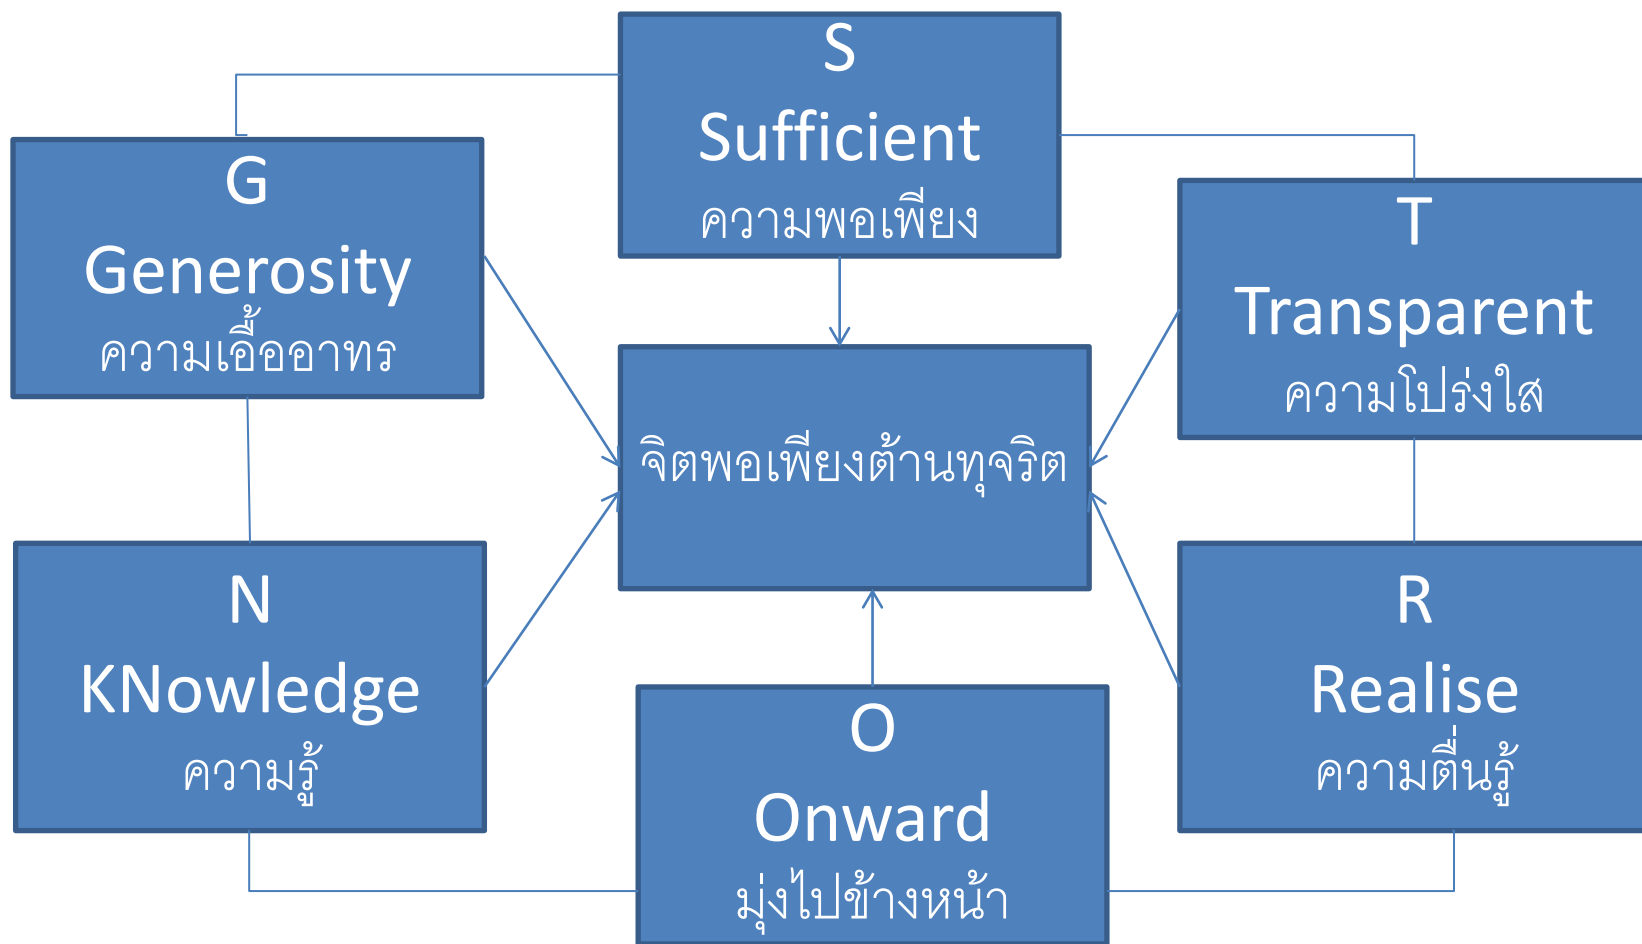 S
Sufficient
ความพอเพียง
G
Generosity
ความเอื้ออาทร
T
Transparent
ความโปร่งใส
จิตพอเพียงต้านทุจริต
N
KNowledge
ความรู้
R
Realise
ความตื่นรู้
O
Onward
มุ่งไปข้างหน้า